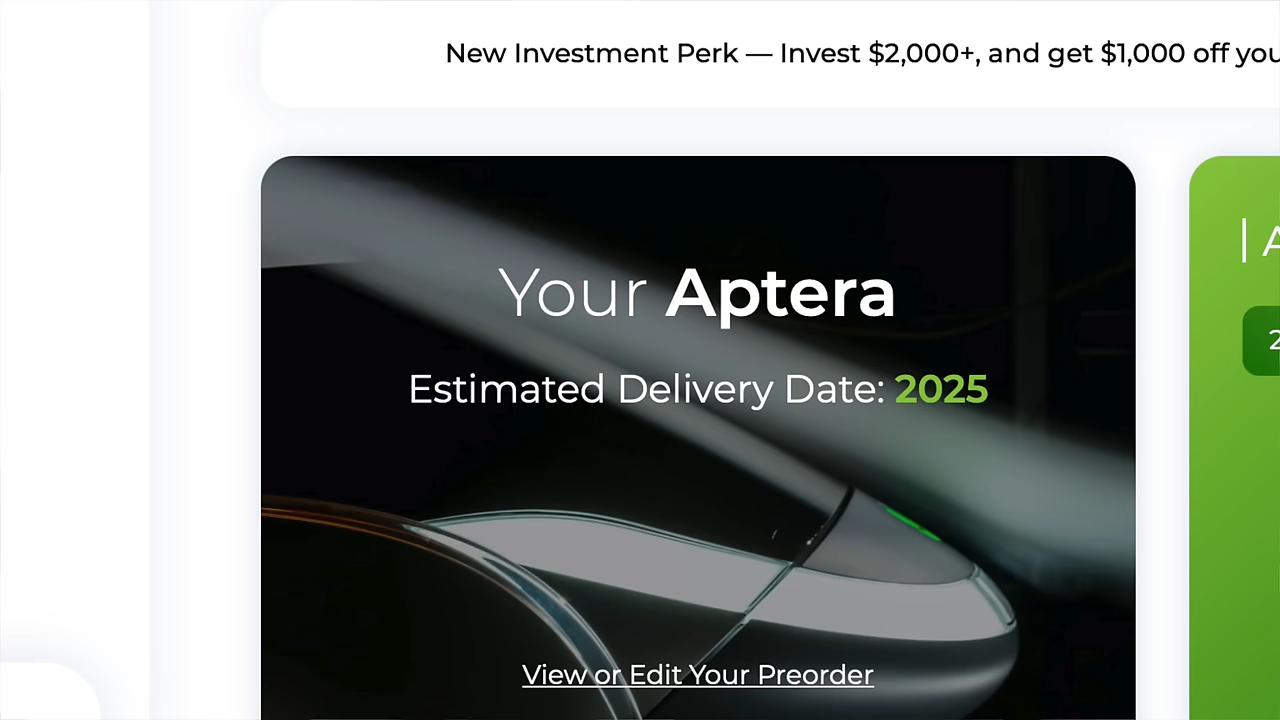 New Investment Perk — Invest $2,000+, and get $1,000 off
Your Aptera
Estimated Delivery Date: 2025
View or Edit Your Preorder